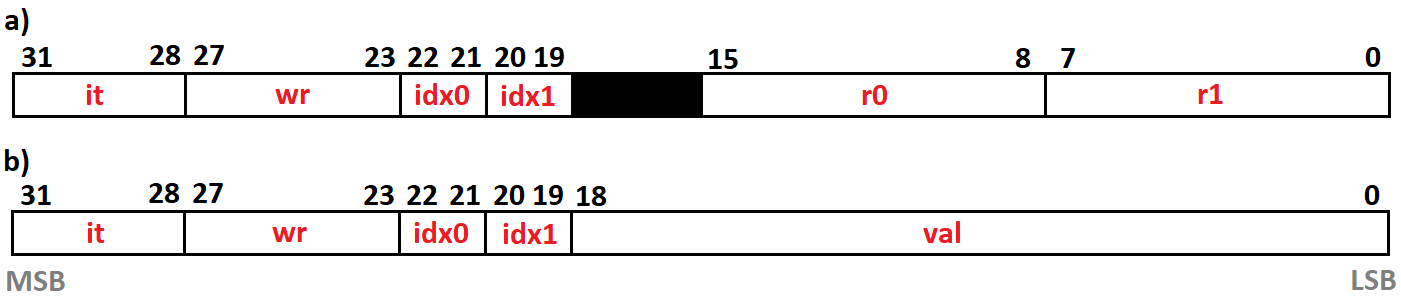 a)
31 28 27 23 22 21 20 19 15 8 7 0
it wr idx0 idx1 r0 r1
b)
31 28 27 23 22 21 20 19 18 0
it wr idx0 idx1 val
MSB LSB